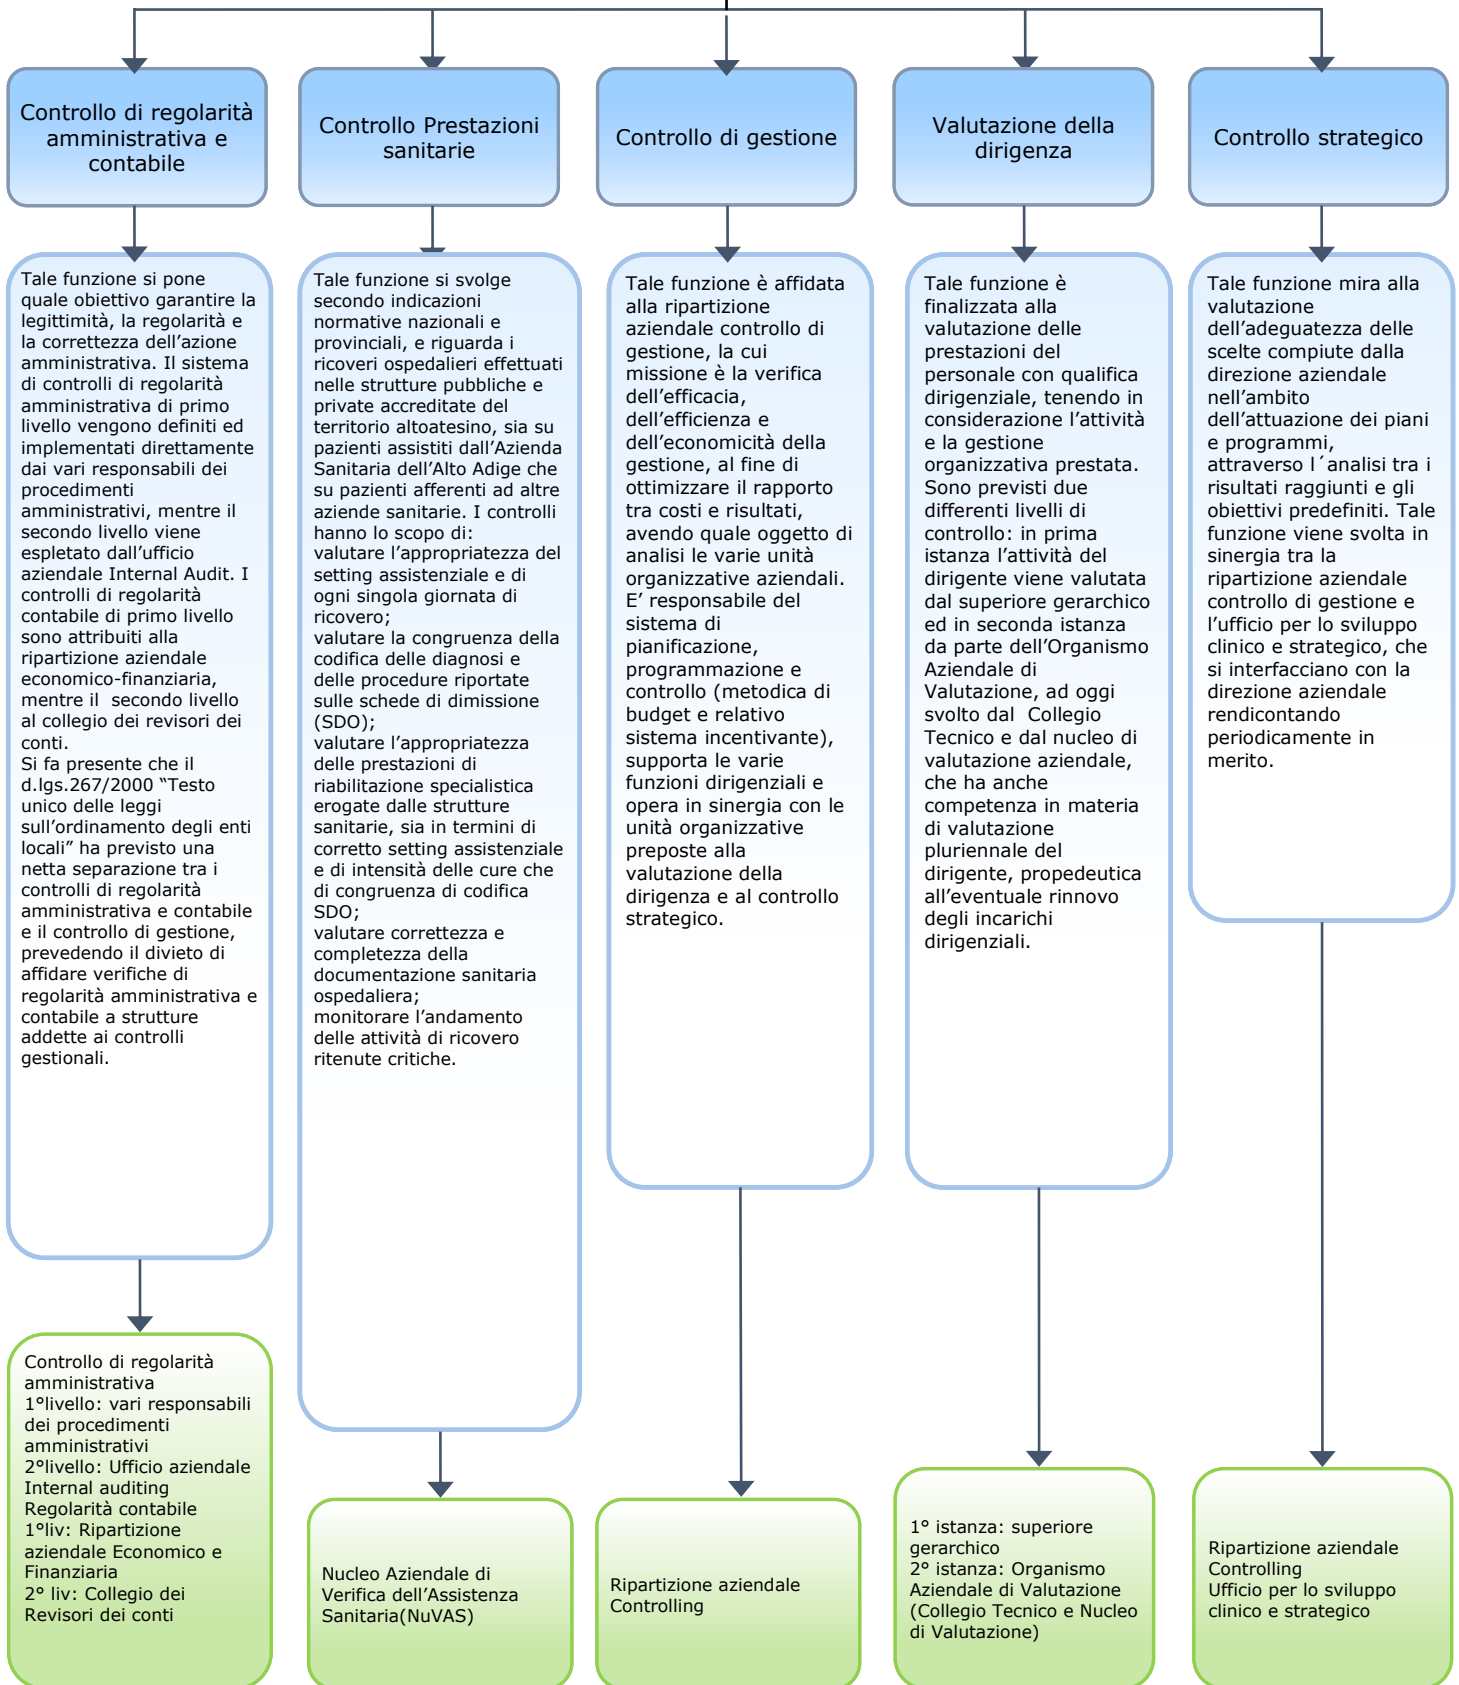 Controllo di regolarità
amministrativa e
contabile
Controllo Prestazioni
sanitarie
Controllo di gestione
Valutazione della
dirigenza
Controllo strategico
Tale funzione si pone
quale obiettivo garantire la
legittimità, la regolarità e
la correttezza dell’azione
amministrativa. Il sistema
di controlli di regolarità
amministrativa di primo
livello vengono definiti ed
implementati direttamente
dai vari responsabili dei
procedimenti
amministrativi, mentre il
secondo livello viene
espletato dall’ufficio
aziendale Internal Audit. I
controlli di regolarità
contabile di primo livello
sono attribuiti alla
ripartizione aziendale
economico-finanziaria,
mentre il  secondo livello
al collegio dei revisori dei
conti.
Si fa presente che il
d.lgs.267/2000 “Testo
unico delle leggi
sull’ordinamento degli enti
locali” ha previsto una
netta separazione tra i
controlli di regolarità
amministrativa e contabile
e il controllo di gestione,
prevedendo il divieto di
affidare verifiche di
regolarità amministrativa e
contabile a strutture
addette ai controlli
gestionali.
Tale funzione si svolge
secondo indicazioni
normative nazionali e
provinciali, e riguarda i
ricoveri ospedalieri effettuati
nelle strutture pubbliche e
private accreditate del
territorio altoatesino, sia su
pazienti assistiti dall’Azienda
Sanitaria dell’Alto Adige che
su pazienti afferenti ad altre
aziende sanitarie. I controlli
hanno lo scopo di:
valutare l’appropriatezza del
setting assistenziale e di
ogni singola giornata di
ricovero;
valutare la congruenza della
codifica delle diagnosi e
delle procedure riportate
sulle schede di dimissione
(SDO);
valutare l’appropriatezza
delle prestazioni di
riabilitazione specialistica
erogate dalle strutture
sanitarie, sia in termini di
corretto setting assistenziale
e di intensità delle cure che
di congruenza di codifica
SDO;
valutare correttezza e
completezza della
documentazione sanitaria
ospedaliera;
monitorare l’andamento
delle attività di ricovero
ritenute critiche.
Tale funzione è affidata
alla ripartizione
aziendale controllo di
gestione, la cui
missione è la verifica
dell’efficacia,
dell’efficienza e
dell’economicità della
gestione, al fine di
ottimizzare il rapporto
tra costi e risultati,
avendo quale oggetto di
analisi le varie unità
organizzative aziendali.
E’ responsabile del
sistema di
pianificazione,
programmazione e
controllo (metodica di
budget e relativo
sistema incentivante),
supporta le varie
funzioni dirigenziali e
opera in sinergia con le
unità organizzative
preposte alla
valutazione della
dirigenza e al controllo
strategico.
Tale funzione è
finalizzata alla
valutazione delle
prestazioni del
personale con qualifica
dirigenziale, tenendo in
considerazione l’attività
e la gestione
organizzativa prestata.
Sono previsti due
differenti livelli di
controllo: in prima
istanza l’attività del
dirigente viene valutata
dal superiore gerarchico
ed in seconda istanza
da parte dell’Organismo
Aziendale di
Valutazione, ad oggi
svolto dal  Collegio
Tecnico e dal nucleo di
valutazione aziendale,
che ha anche
competenza in materia
di valutazione
pluriennale del
dirigente, propedeutica
all’eventuale rinnovo
degli incarichi
dirigenziali.
Tale funzione mira alla
valutazione
dell’adeguatezza delle
scelte compiute dalla
direzione aziendale
nell’ambito
dell’attuazione dei piani
e programmi,
attraverso l´analisi tra i
risultati raggiunti e gli
obiettivi predefiniti. Tale
funzione viene svolta in
sinergia tra la
ripartizione aziendale
controllo di gestione e
l’ufficio per lo sviluppo
clinico e strategico, che
si interfacciano con la
direzione aziendale
rendicontando
periodicamente in
merito.
Controllo di regolarità
amministrativa
1°livello: vari responsabili
dei procedimenti
amministrativi
2°livello: Ufficio aziendale
Internal auditing
Regolarità contabile
1°liv: Ripartizione
aziendale Economico e
Finanziaria
2° liv: Collegio dei
Revisori dei conti
Nucleo Aziendale di
Verifica dell’Assistenza
Sanitaria(NuVAS)
Ripartizione aziendale
Controlling
1° istanza: superiore
gerarchico
2° istanza: Organismo
Aziendale di Valutazione
(Collegio Tecnico e Nucleo
di Valutazione)
Ripartizione aziendale
Controlling
Ufficio per lo sviluppo
clinico e strategico